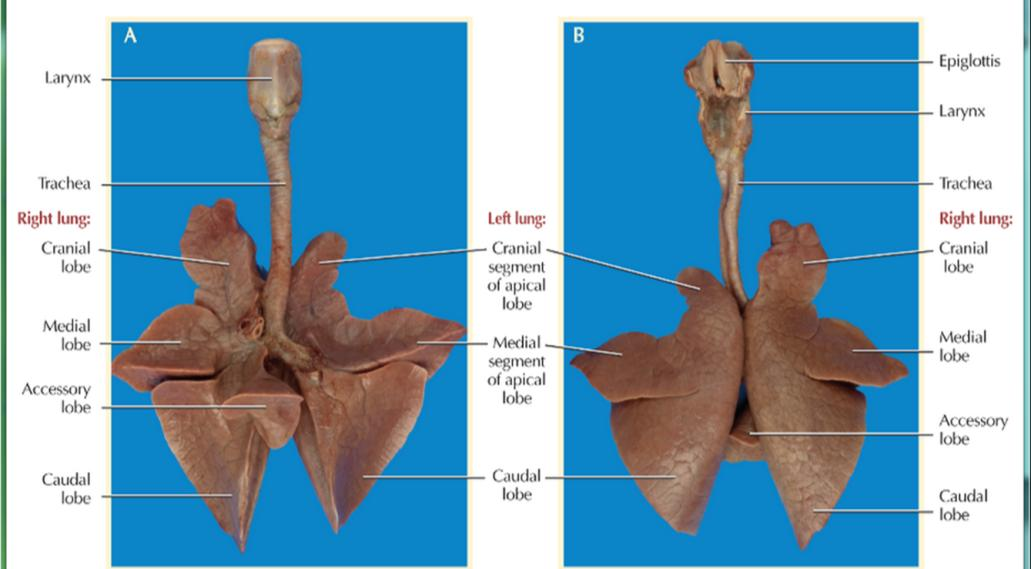 A
Larynx
Trachea
Right lung:
Cranial
lobe
Medial
lobe
Accessory
lobe
Caudal
lobe
Left lung:
Cranial
segment
of apical
lobe
Medial
segment
of apical
lobe
Caudal
lobe
B
Epiglottis
Larynx
Trachea
Right lung:
Cranial
lobe
Medial
lobe
Accessory
lobe
Caudal
lobe